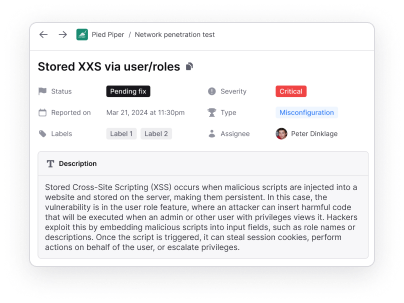 Pied Piper / Network penetration test
Stored XXS via user/roles
Status Pending fix Severity Critical
Reported on Mar 21, 2024 at 11:30pm Type Misconfiguration
Labels Label 1 Label 2 Assignee Peter Dinklage
Description
Stored Cross-Site Scripting (XSS) occurs when malicious scripts are injected into a
website and stored on the server, making them persistent. In this case, the
vulnerability is in the user role feature, where an attacker can insert harmful code
that will be executed when an admin or other user with privileges views it. Hackers
exploit this by embedding malicious scripts into input fields, such as role names or
descriptions. Once the script is triggered, it can steal session cookies, perform
actions on behalf of the user, or escalate privileges.